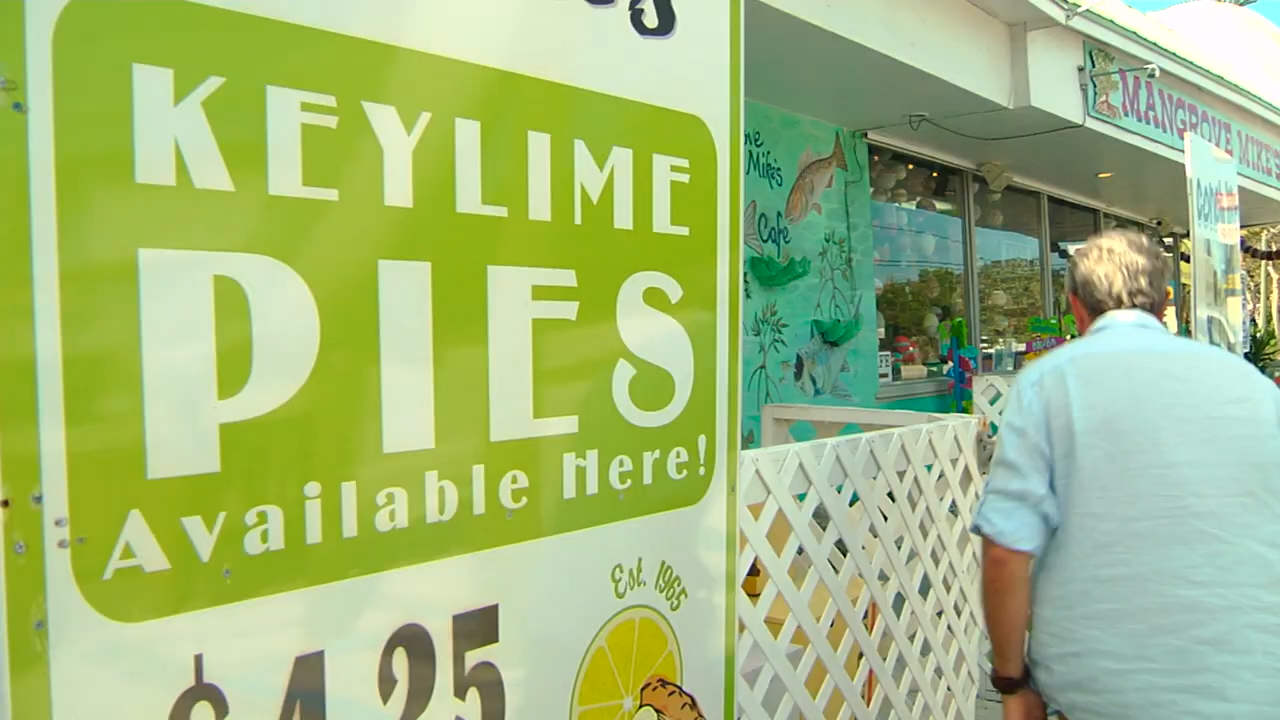 KEYLIME
PIES
Available Here!
Est. 1965
$4.25
Mike's
Cafe
MANGROVE MIKE'S